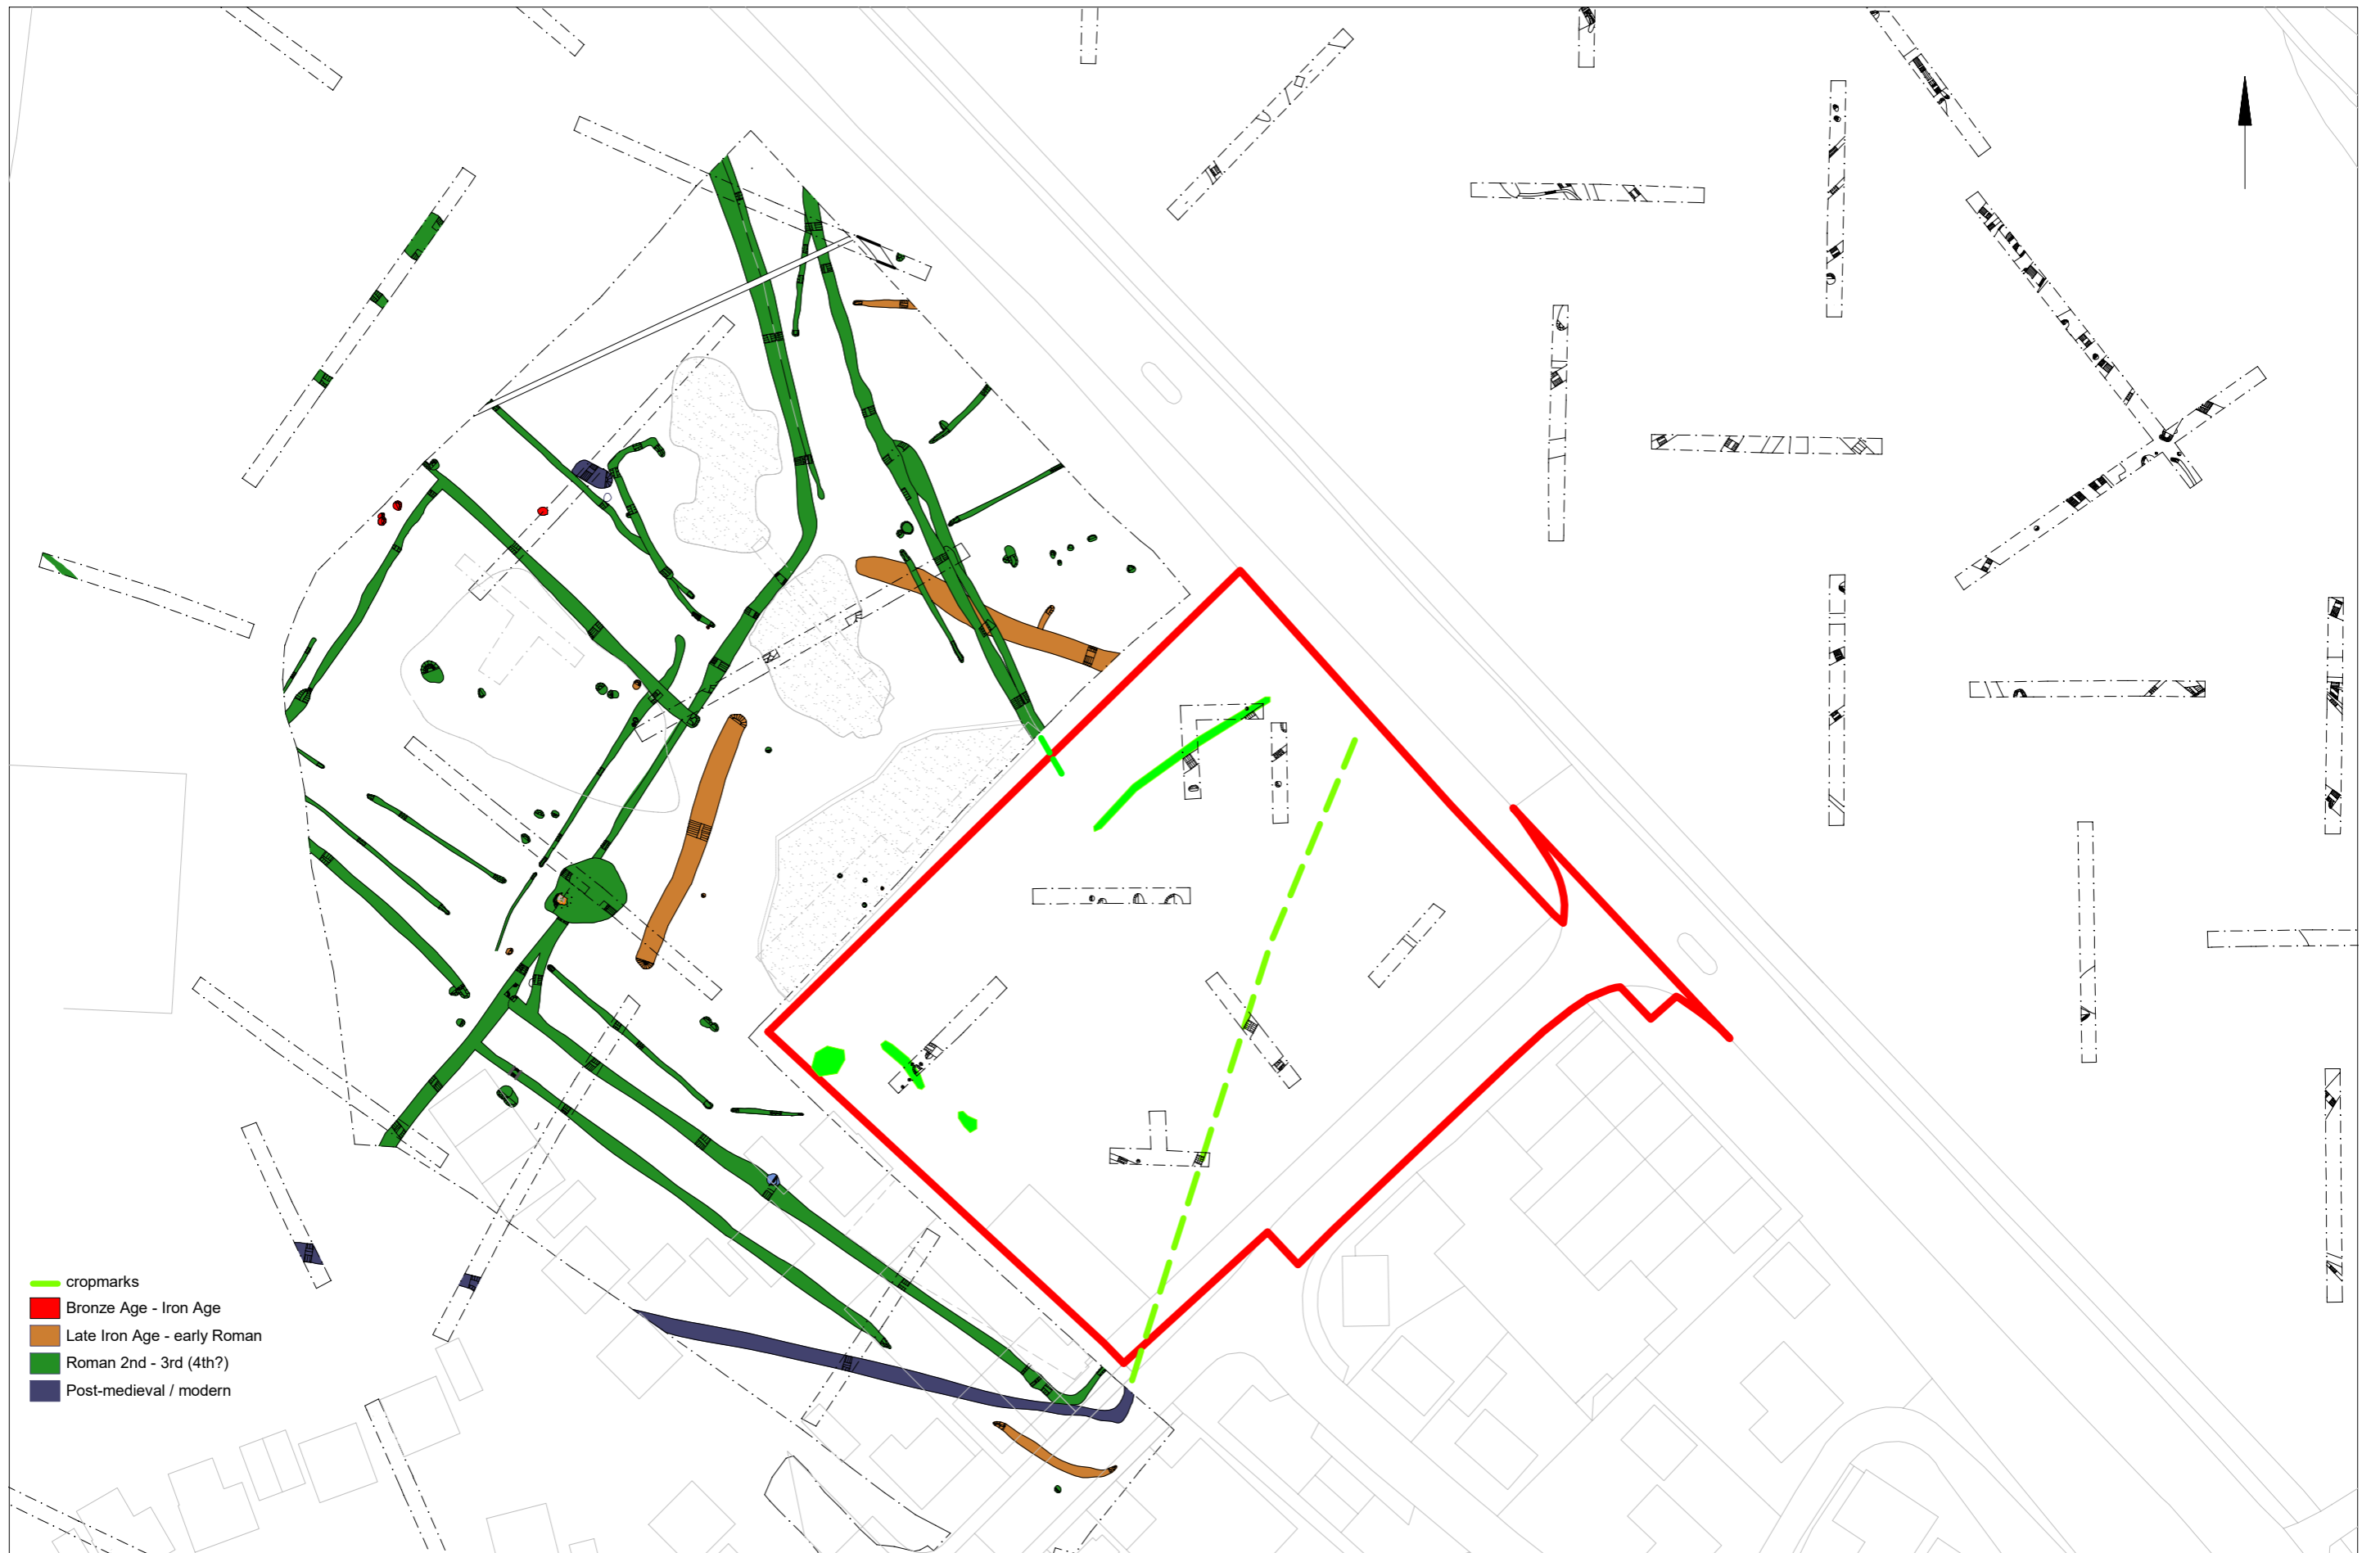 cropmarks
Bronze Age - Iron Age
Late Iron Age - early Roman
Roman 2nd - 3rd (4th?)
Post-medieval / modern